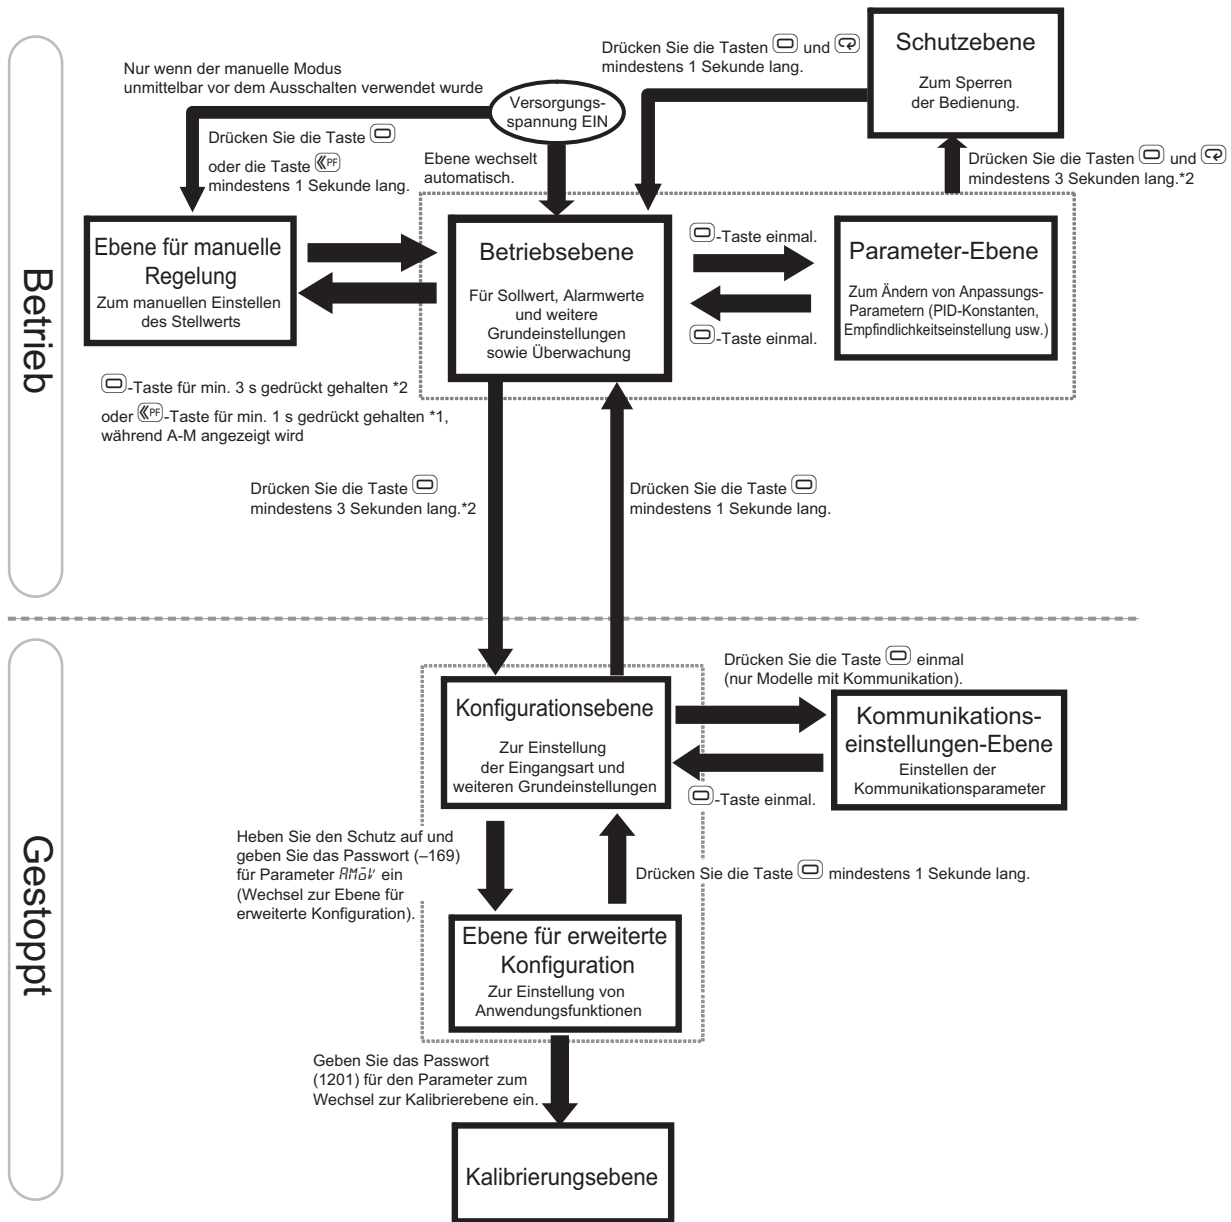 Betrieb
Nur wenn der manuelle Modus
unmittelbar vor dem Ausschalten verwendet wurde
Versorgungs-
spannung EIN
Drücken Sie die Tasten und
mindestens 1 Sekunde lang.
Schutzebene
Zum Sperren
der Bedienung.
Drücken Sie die Taste
oder die Taste PF
mindestens 1 Sekunde lang.
Ebene wechselt
automatisch.
Drücken Sie die Tasten und
mindestens 3 Sekunden lang.*2
Ebene für manuelle
Regelung
Zum manuellen Einstellen
des Stellwerts
Betriebsebene
Für Sollwert, Alarmwerte
und weitere
Grundeinstellungen
sowie Überwachung
-Taste einmal.
-Taste einmal.
Parameter-Ebene
Zum Ändern von Anpassungs-
Parametern (PID-Konstanten,
Empfindlichkeitseinstellung usw.)
-Taste für min. 3 s gedrückt gehalten *2
oder PF-Taste für min. 1 s gedrückt gehalten *1,
während A-M angezeigt wird
Drücken Sie die Taste
mindestens 3 Sekunden lang.*2
Drücken Sie die Taste
mindestens 1 Sekunde lang.
Gestoppt
Konfigurationsebene
Zur Einstellung
der Eingangsart und
weiteren Grundeinstellungen
Drücken Sie die Taste einmal
(nur Modelle mit Kommunikation).
-Taste einmal.
Kommunikations-
einstellungen-Ebene
Einstellen der
Kommunikationsparameter
Heben Sie den Schutz auf und
geben Sie das Passwort (–169)
für Parameter AMoV ein
(Wechsel zur Ebene für
erweiterte Konfiguration).
Drücken Sie die Taste mindestens 1 Sekunde lang.
Ebene für erweiterte
Konfiguration
Zur Einstellung von
Anwendungsfunktionen
Geben Sie das Passwort
(1201) für den Parameter zum
Wechsel zur Kalibrierebene ein.
Kalibrierungsebene